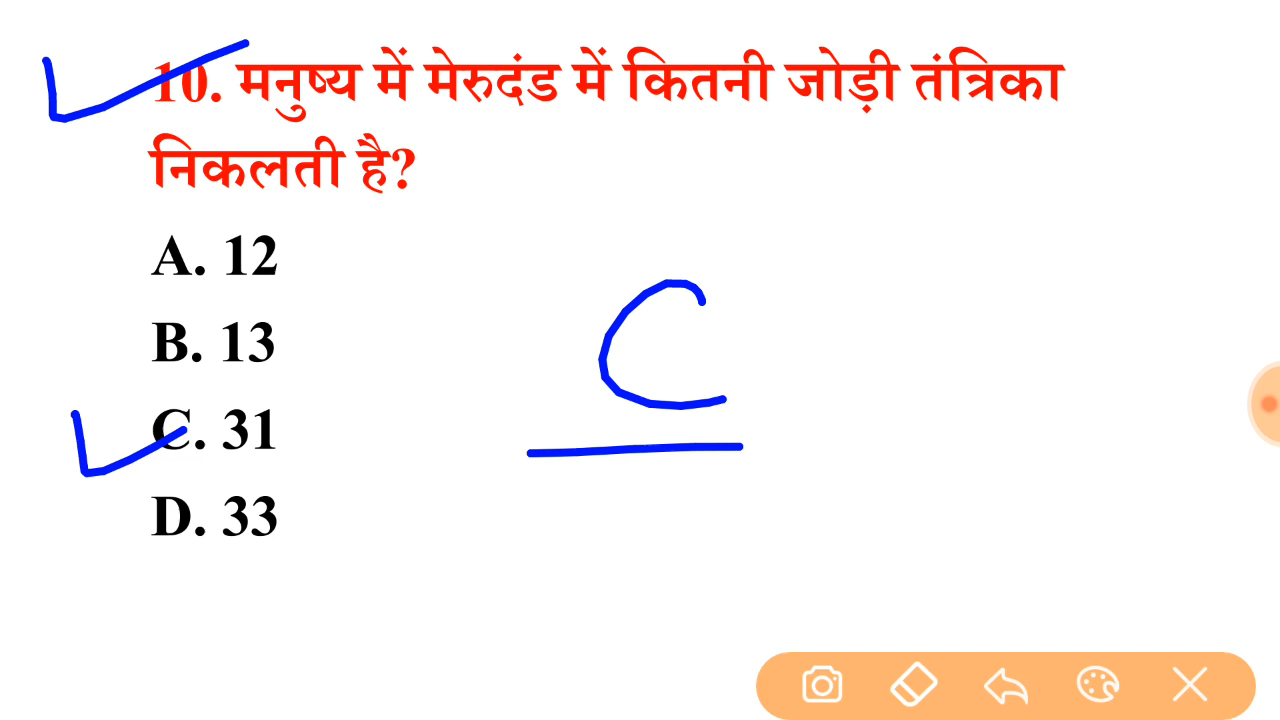 10. मनुष्य में मेरुदंड में कितनी जोड़ी तंत्रिका
निकलती है?
A. 12
B. 13
C. 31
C
D. 33